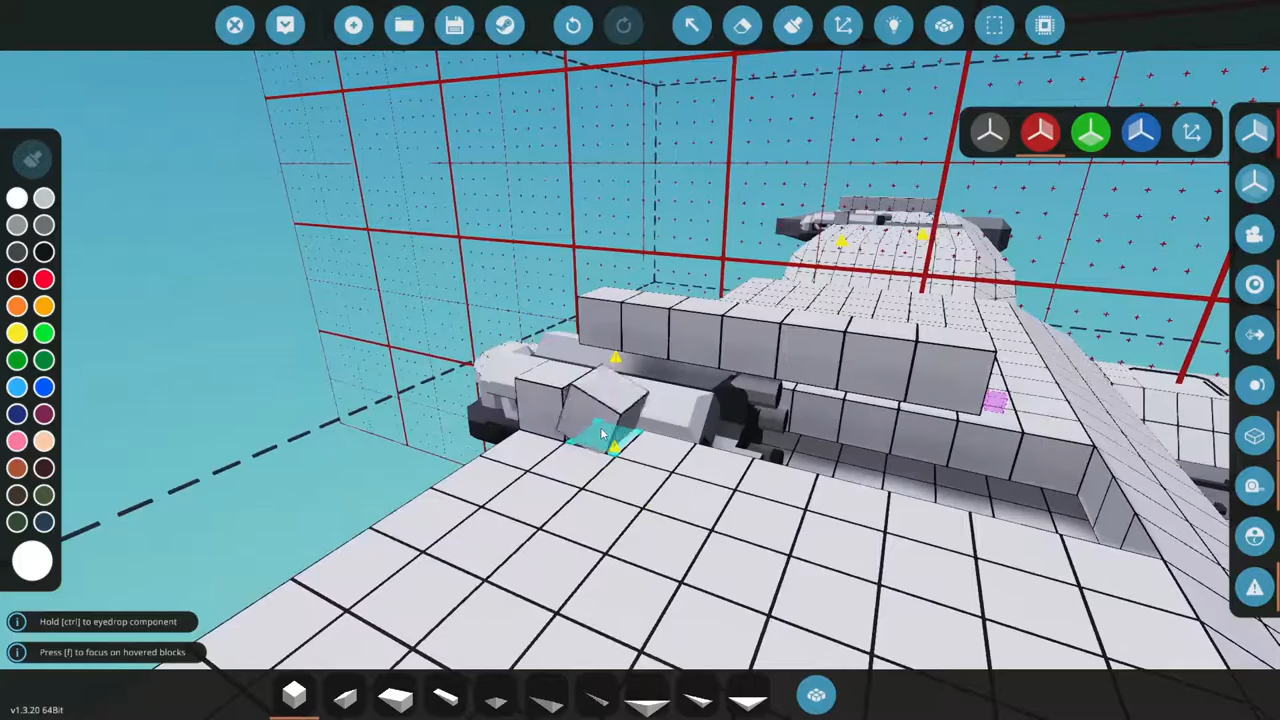 Hold [ctrl] to eyedrop component
Press [f] to focus on hovered blocks
v1.3.20 64Bit